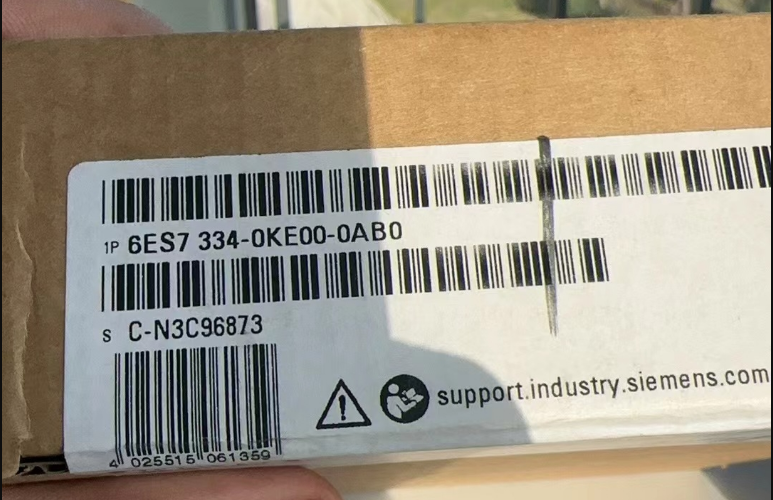 1P 6ES7 334-0KE00-0AB0
S C-N3C96873
support.industry.siemens.com
4 025515 061359